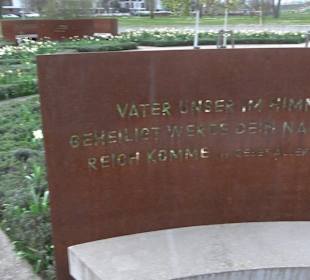 VATER UNSER IM HIMM
GEHEILIGT WERDE DEIN NA
REICH KOMME